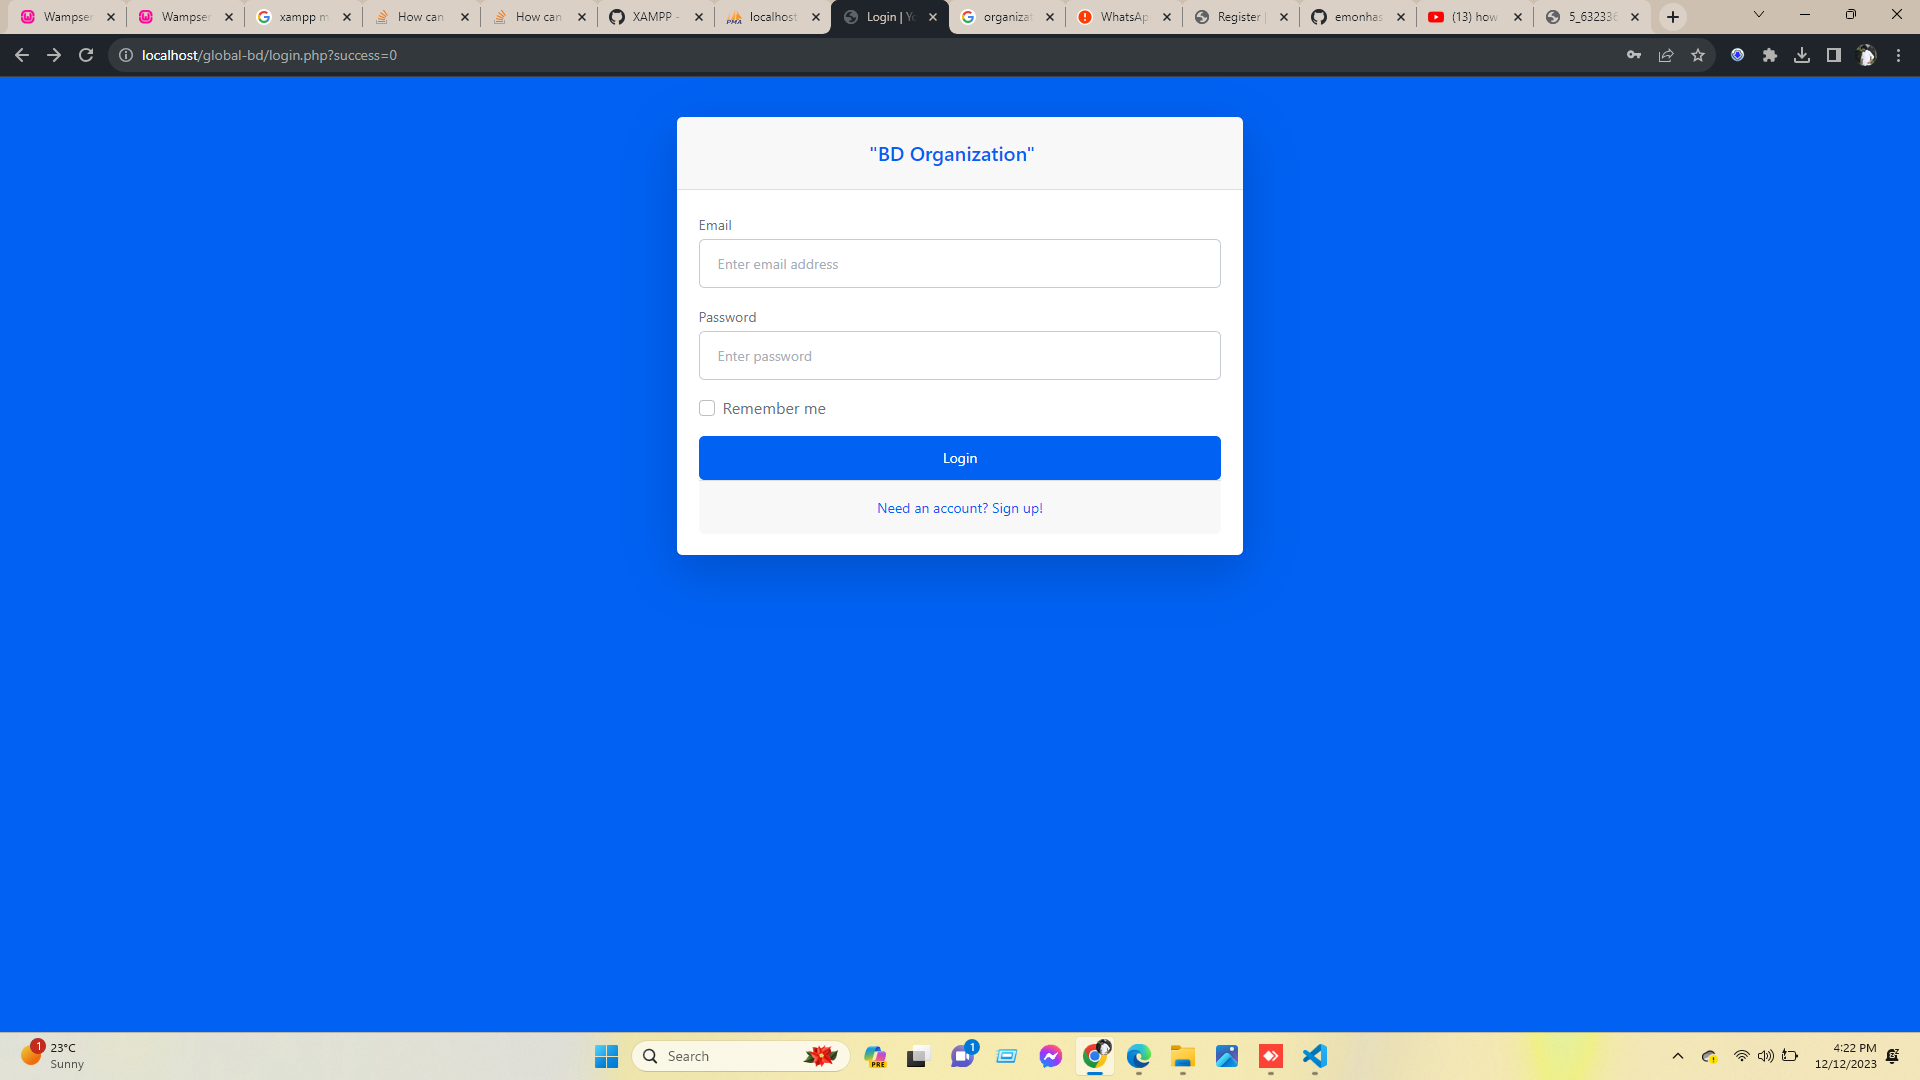 Wampser
Wampser
xampp m
How can
How can
XAMPP -
localhost
Login | Yo
organizat
WhatsAp
Register |
emonhas
(13) how
5_632336
localhost/global-bd/login.php?success=0
"BD Organization"
Email
Enter email address
Password
Enter password
Remember me
Login
Need an account? Sign up!
1
23°C
Sunny
Search
PRE
1
4:22 PM
12/12/2023